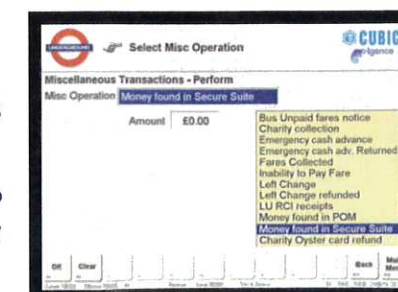 UNDERGROUND
Select Misc Operation
CUBIC
Miscellaneous Transactions - Perform
Misc Operation Money found in Secure Suite
Amount £0.00
Bus Unpaid fares notice
Charity collection
Emergency cash advance
Emergency cash adv. Returned
Fares Collected
Inability to Pay Fare
Left Change
Left Change refunded
LU RCI receipts
Money found in POM
Money found in Secure Suite
Charity Oyster card refund
OK Clear Back